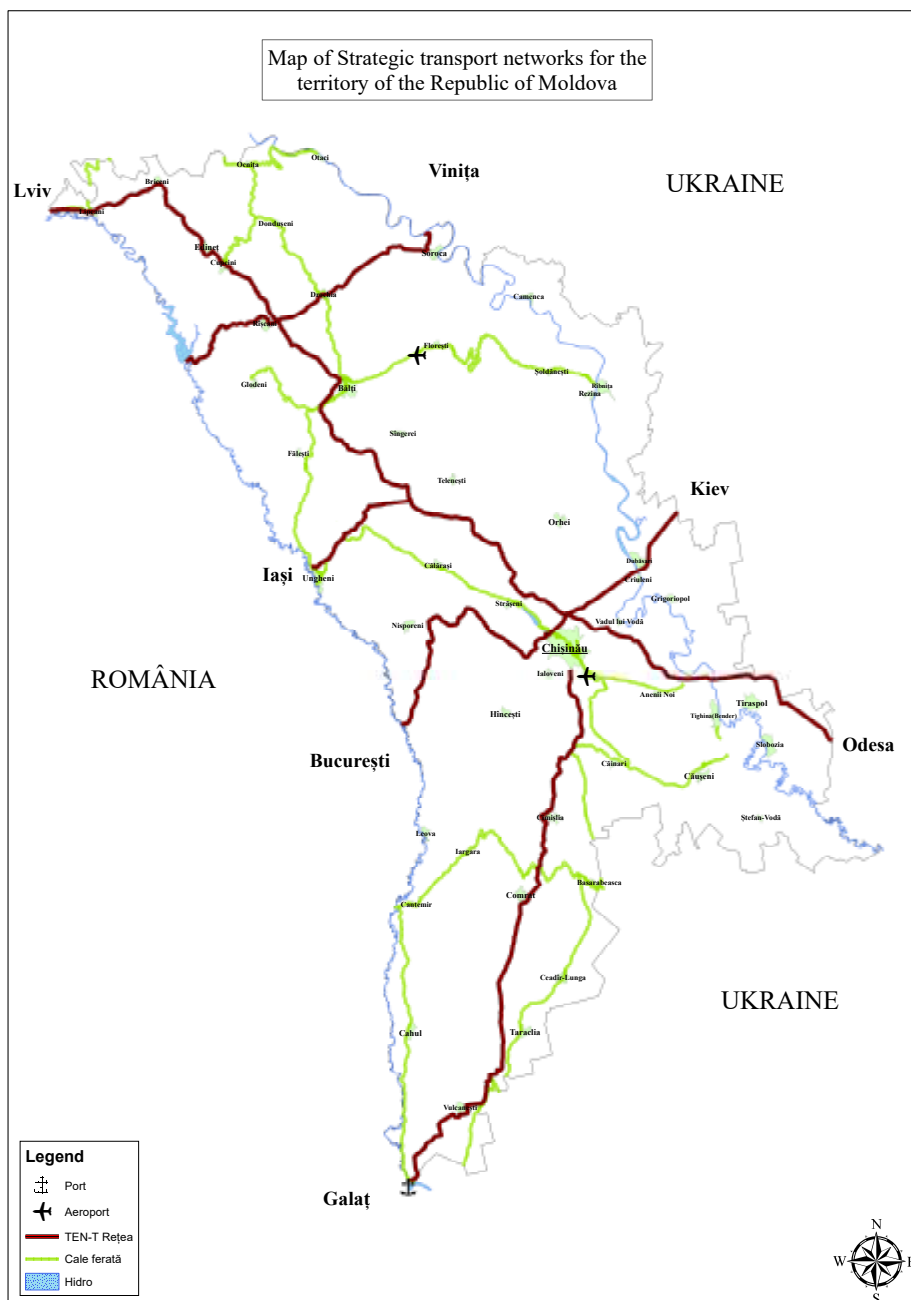 Map of Strategic transport networks for the
territory of the Republic of Moldova
Otaci
Ocnița
Vinița
UKRAINE
Lviv
Briceni
Lipcani
Dondușeni
Edineț
Cupcini
Soroca
Camenca
Drochia
Rîșcani
Florești
Șoldănești
Rîbnița
Rezina
Glodeni
Bălți
Sîngerei
Fălești
Telenești
Kiev
Orhei
Iași
Ungheni
Călărași
Dubăsari
Criuleni
Strășeni
Grigoriopol
Nisporeni
Vadul lui Vodă
Chișinău
ROMÂNIA
Ialoveni
Anenii Noi
Tiraspol
Hîncești
Tighina(Bender)
Slobozia
Odesa
București
Căinari
Căușeni
Cimișlia
Ștefan-Vodă
Leova
Iargara
Basarabeasca
Comrat
Cantemir
Ceadîr-Lunga
UKRAINE
Cahul
Taraclia
Vulcănești
Galaț
Legend
Port
Aeroport
TEN-T Rețea
Cale ferată
Hidro
N
W
E
S